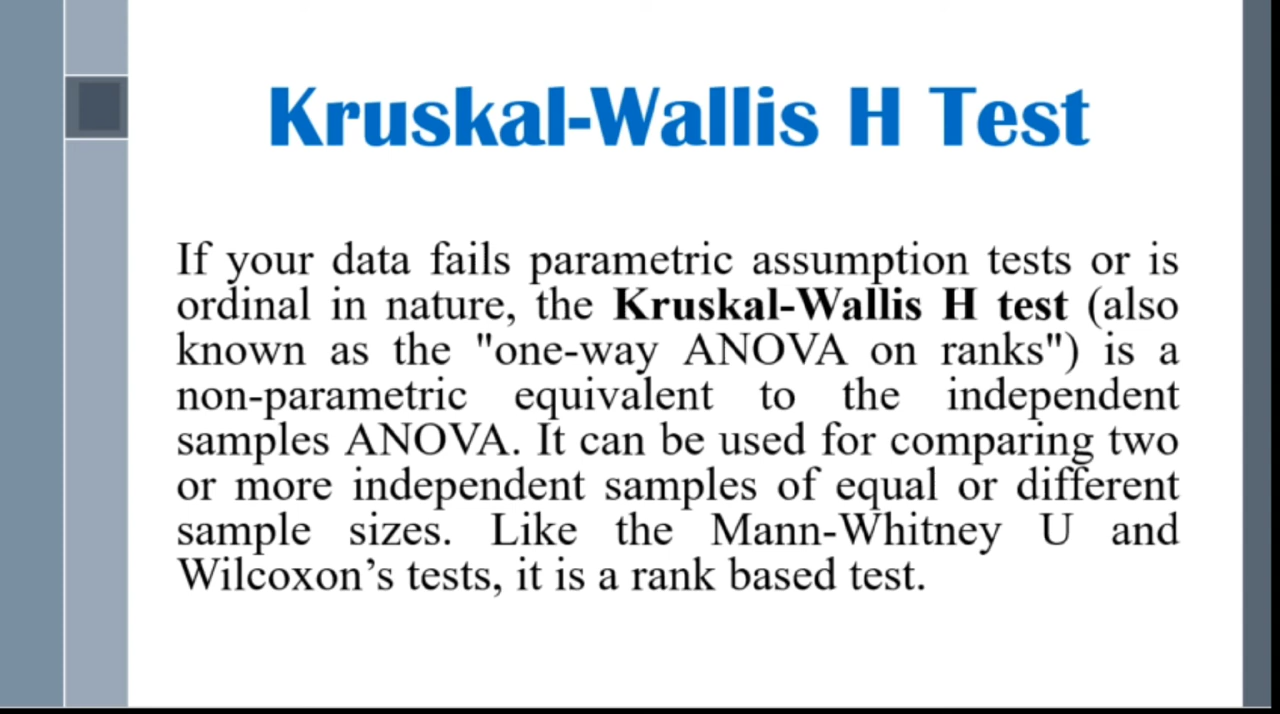 Kruskal-Wallis H Test
If your data fails parametric assumption tests or is
ordinal in nature, the Kruskal-Wallis H test (also
known as the "one-way ANOVA on ranks") is a
non-parametric equivalent to the independent
samples ANOVA. It can be used for comparing two
or more independent samples of equal or different
sample sizes. Like the Mann-Whitney U and
Wilcoxon’s tests, it is a rank based test.